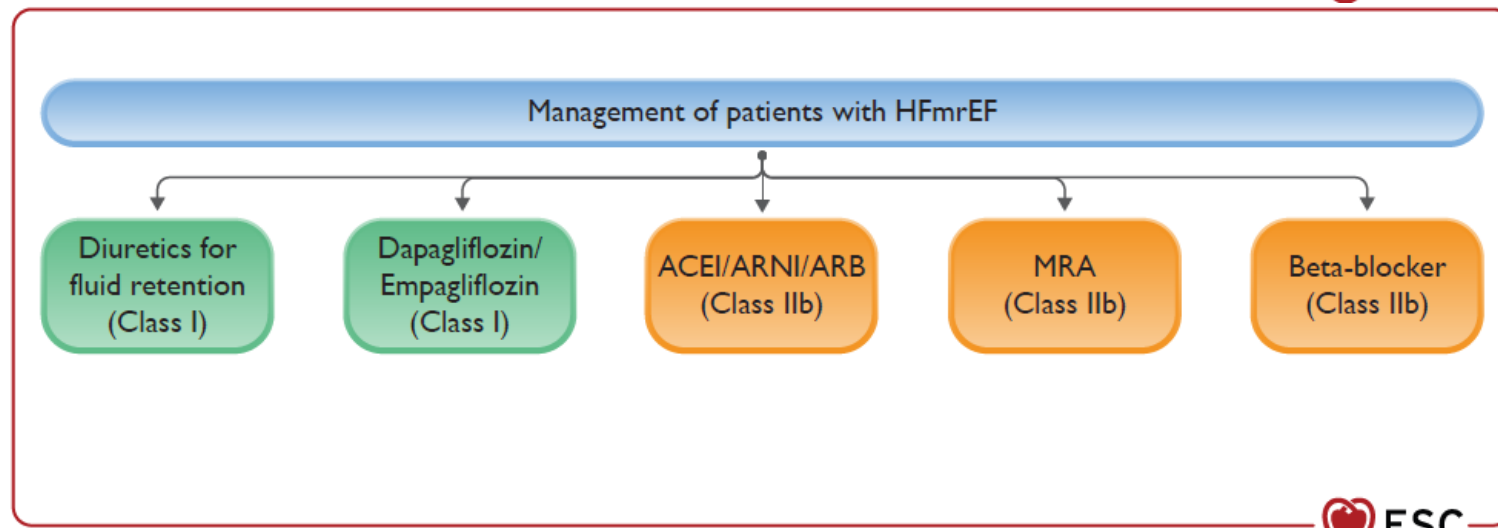 Management of patients with HFmrEF
Diuretics for
fluid retention
(Class I)
Dapagliflozin/
Empagliflozin
(Class I)
ACEI/ARNI/ARB
(Class IIb)
MRA
(Class IIb)
Beta-blocker
(Class IIb)
ESC